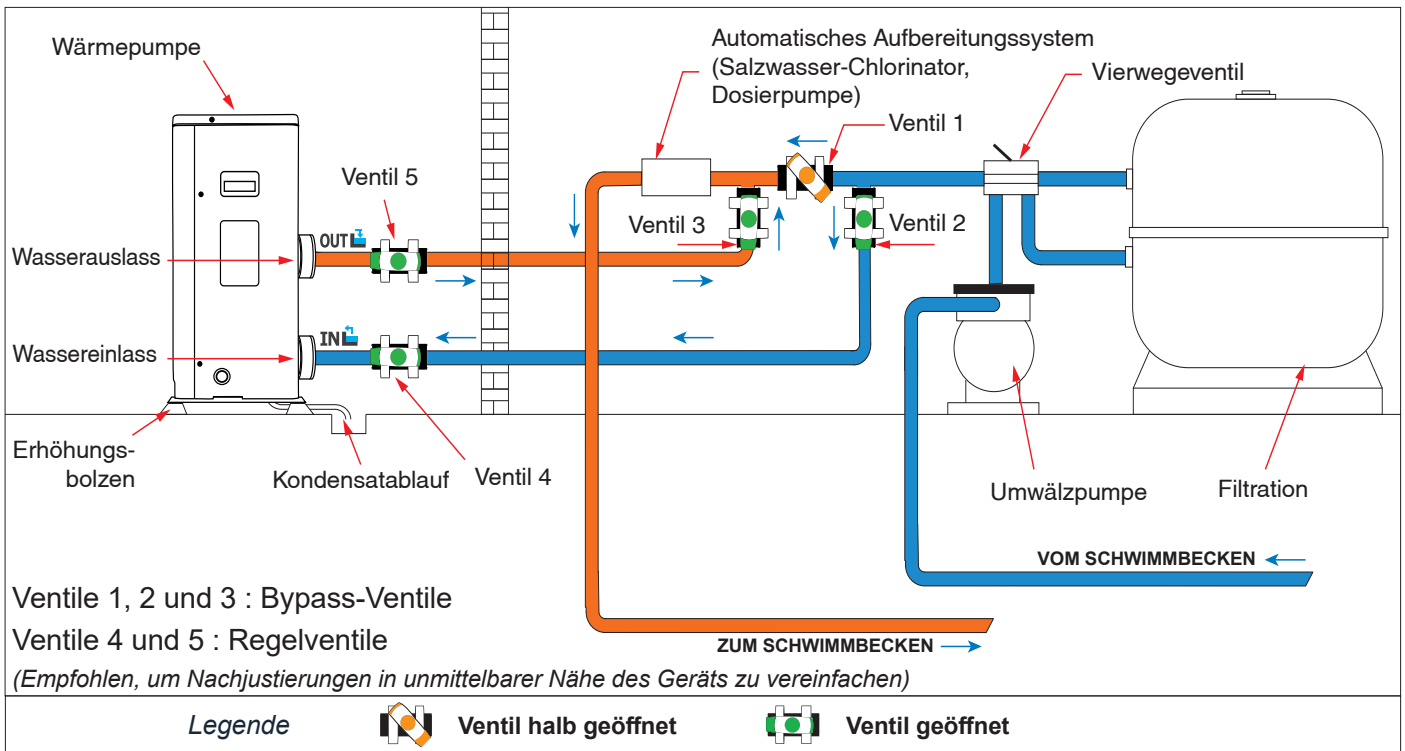 Wärmepumpe
Automatisches Aufbereitungssystem
(Salzwasser-Chlorinator,
Dosierpumpe)
Vierwegeventil
Ventil 1
Ventil 5
Ventil 3
Ventil 2
OUT
Wasserauslass
IN
Wassereinlass
Erhöhungs-
bolzen
Kondensatablauf
Ventil 4
Umwälzpumpe
Filtration
VOM SCHWIMMBECKEN
ZUM SCHWIMMBECKEN
Ventile 1, 2 und 3 : Bypass-Ventile
Ventile 4 und 5 : Regelventile
(Empfohlen, um Nachjustierungen in unmittelbarer Nähe des Geräts zu vereinfachen)
Legende
Ventil halb geöffnet
Ventil geöffnet